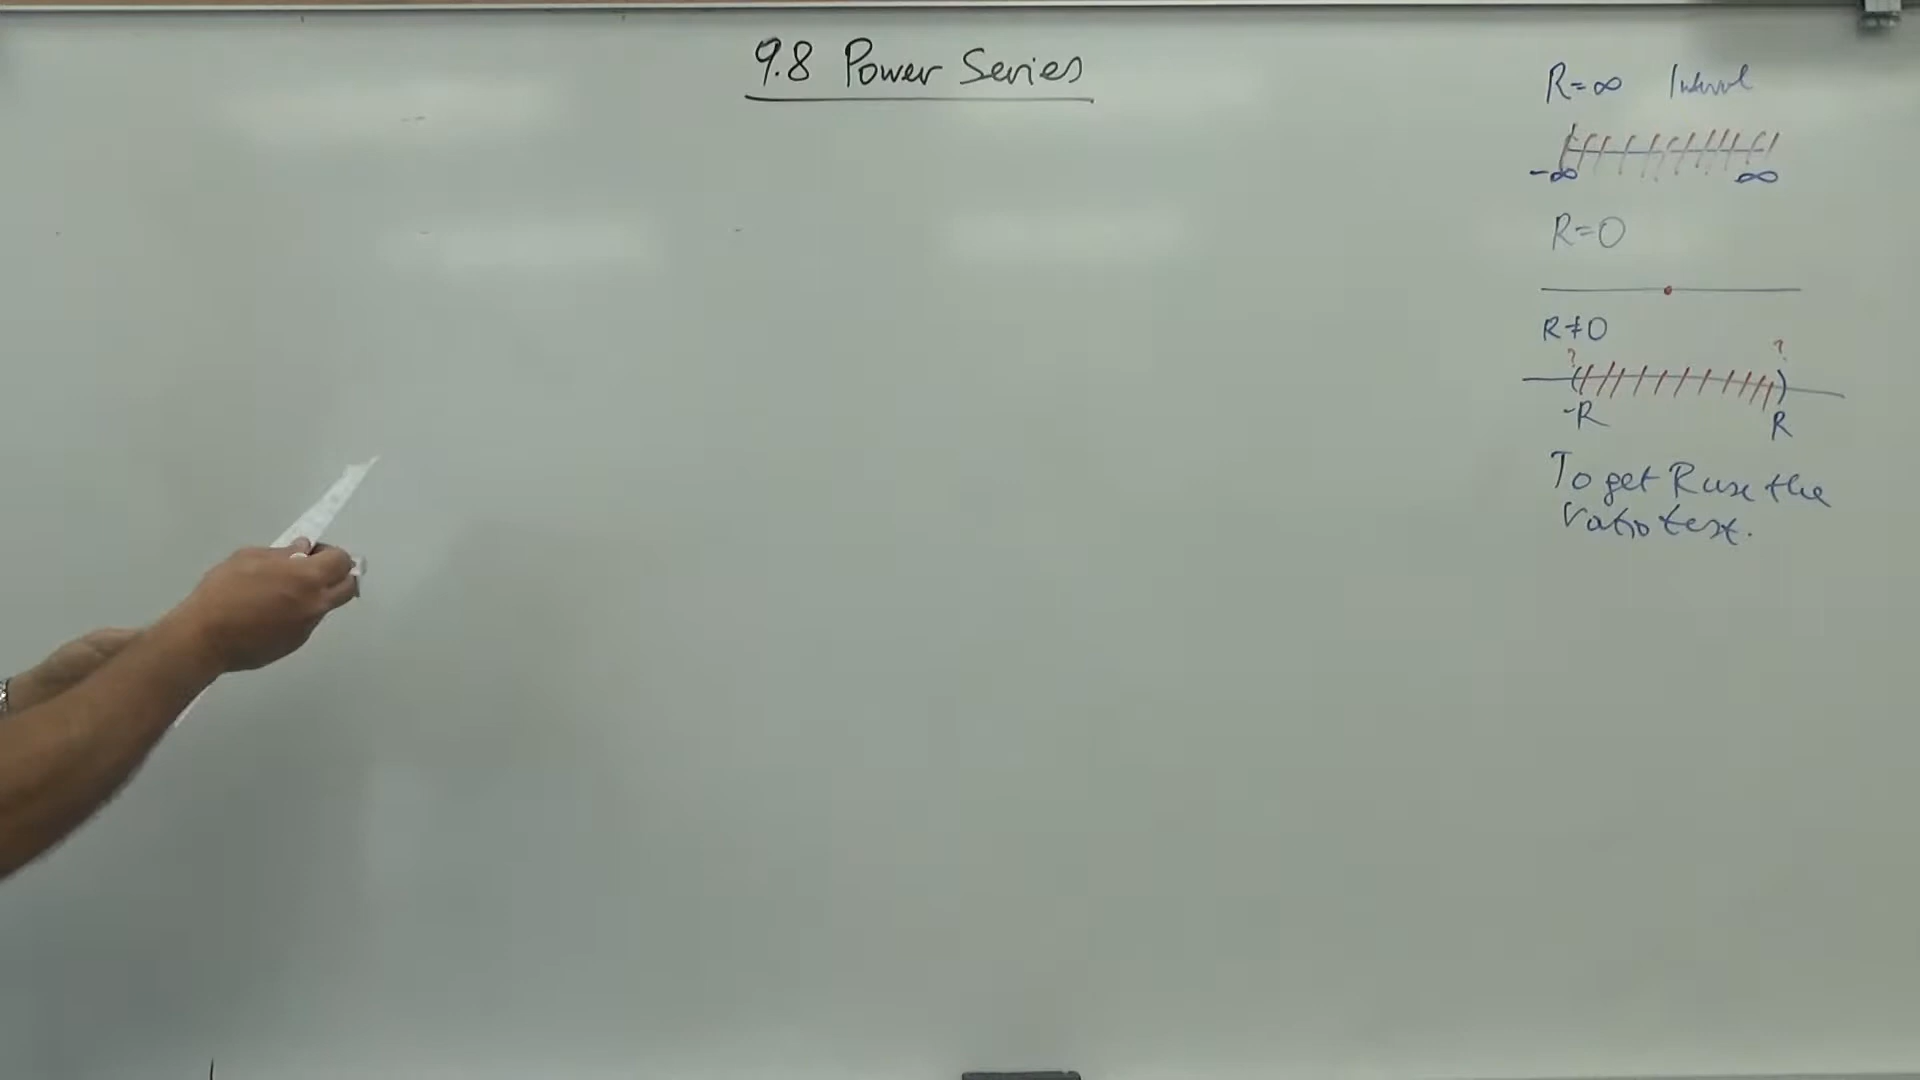 9.8 Power Series
R=∞ Interval
-∞ ∞
R=0
R≠0
? ?
-R R
To get R use the
ratio test.